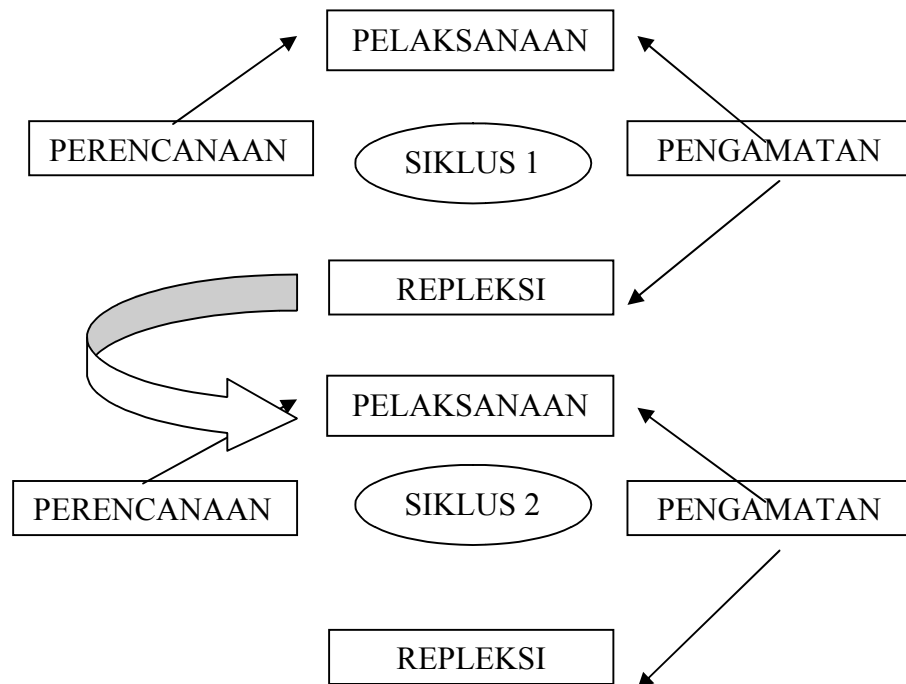 PELAKSANAAN
PERENCANAAN
SIKLUS 1
PENGAMATAN
REPLEKSI
PELAKSANAAN
PERENCANAAN
SIKLUS 2
PENGAMATAN
REPLEKSI